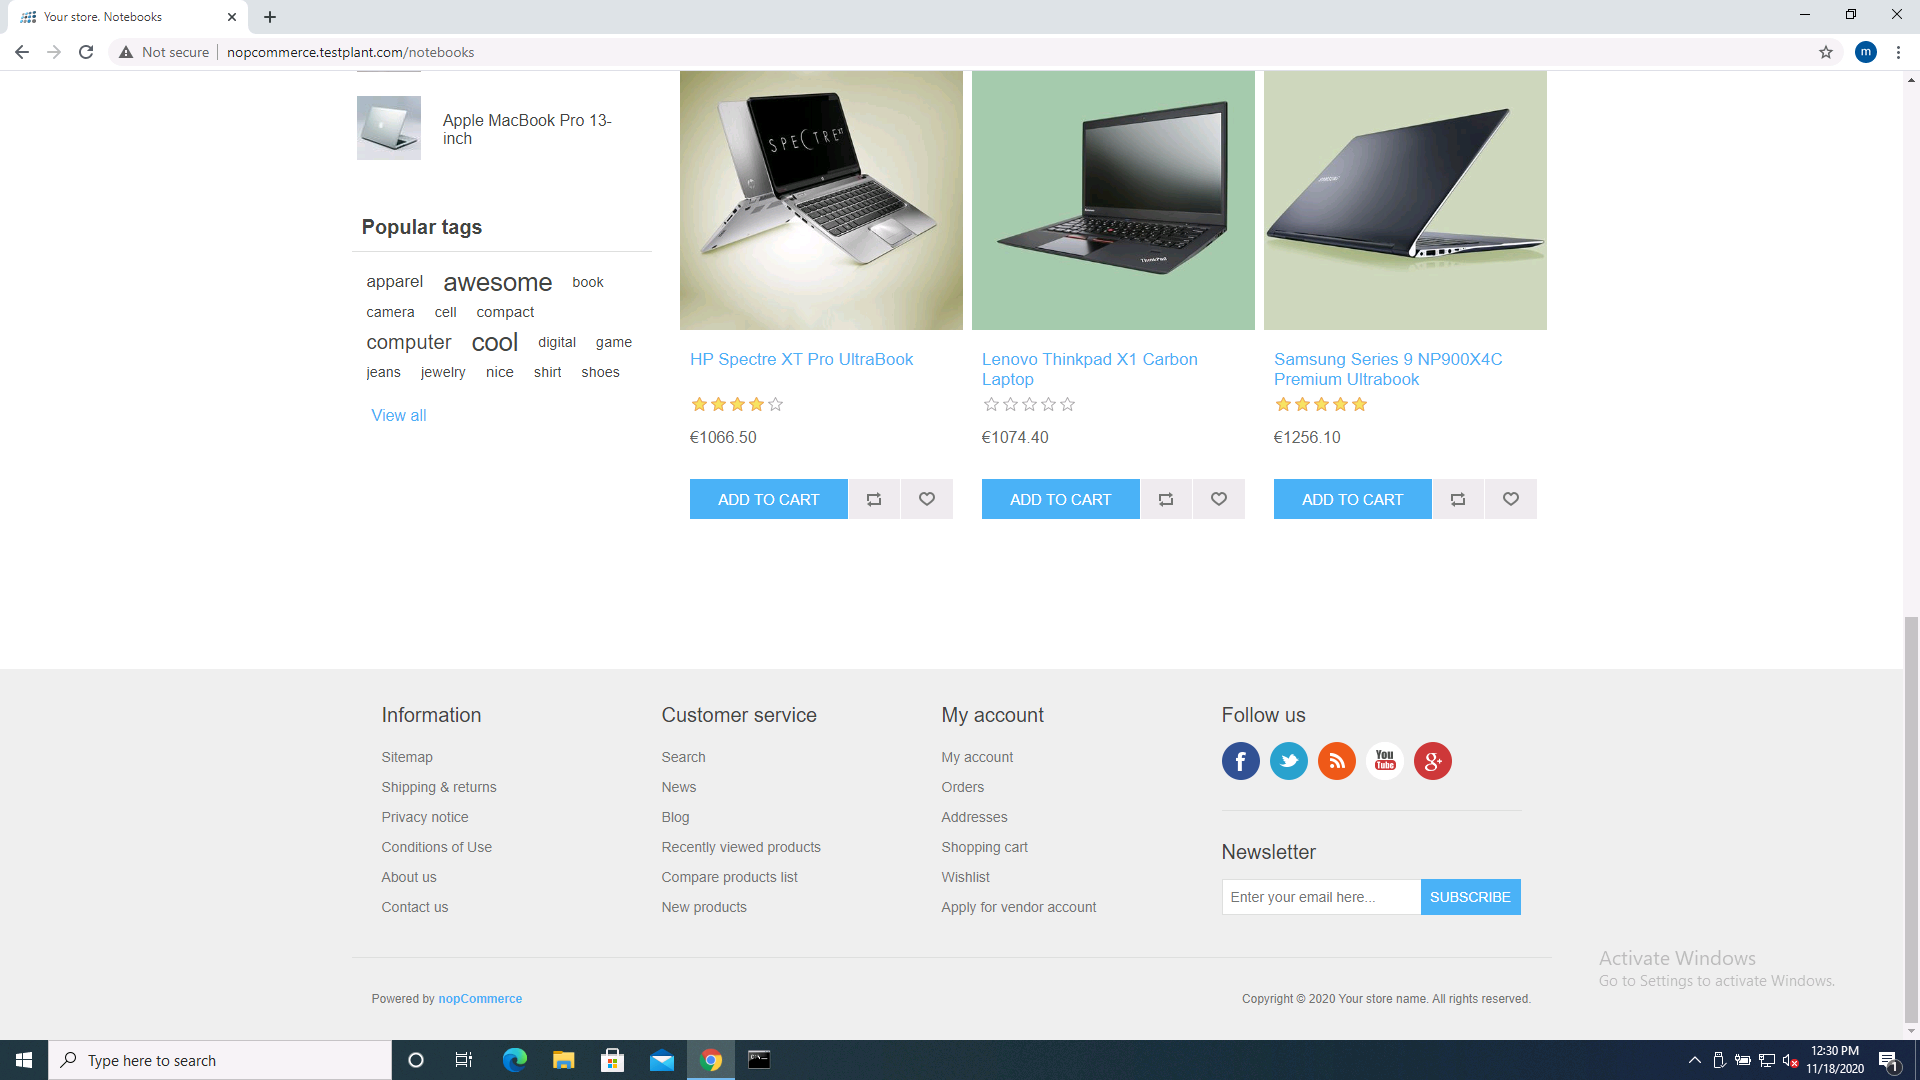 Your store. Notebooks
Not secure
nopcommerce.testplant.com/notebooks
m
Apple MacBook Pro 13-
inch
Popular tags
apparel awesome book
camera cell compact
computer cool digital game
jeans jewelry nice shirt shoes
View all
SPECTRE XT
HP Spectre XT Pro UltraBook
€1066.50
ADD TO CART
ThinkPad
Lenovo Thinkpad X1 Carbon
Laptop
€1074.40
ADD TO CART
SAMSUNG
Samsung Series 9 NP900X4C
Premium Ultrabook
€1256.10
ADD TO CART
Information
Sitemap
Shipping & returns
Privacy notice
Conditions of Use
About us
Contact us
Customer service
Search
News
Blog
Recently viewed products
Compare products list
New products
My account
My account
Orders
Addresses
Shopping cart
Wishlist
Apply for vendor account
Follow us
f
You
Tube
g+
Newsletter
Enter your email here...
SUBSCRIBE
Powered by nopCommerce
Copyright © 2020 Your store name. All rights reserved.
Activate Windows
Go to Settings to activate Windows.
Type here to search
12:30 PM
11/18/2020
1